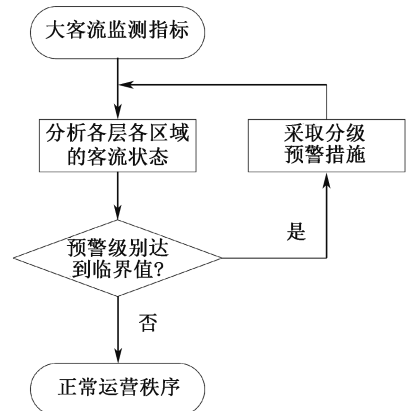 大客流监测指标
分析各层各区域
的客流状态
采取分级
预警措施
预警级别达
到临界值?
是
否
正常运营秩序